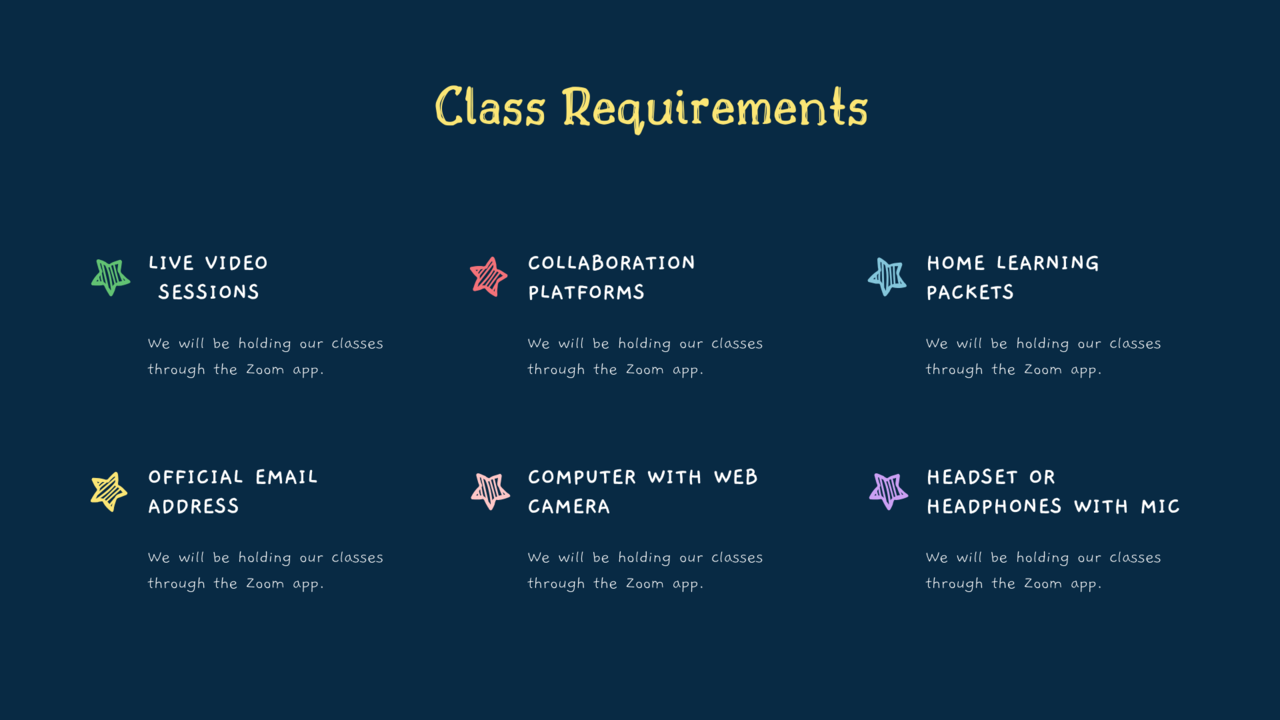 Class Requirements
LIVE VIDEO
SESSIONS
We will be holding our classes
through the Zoom app.
COLLABORATION
PLATFORMS
We will be holding our classes
through the Zoom app.
HOME LEARNING
PACKETS
We will be holding our classes
through the Zoom app.
OFFICIAL EMAIL
ADDRESS
We will be holding our classes
through the Zoom app.
COMPUTER WITH WEB
CAMERA
We will be holding our classes
through the Zoom app.
HEADSET OR
HEADPHONES WITH MIC
We will be holding our classes
through the Zoom app.